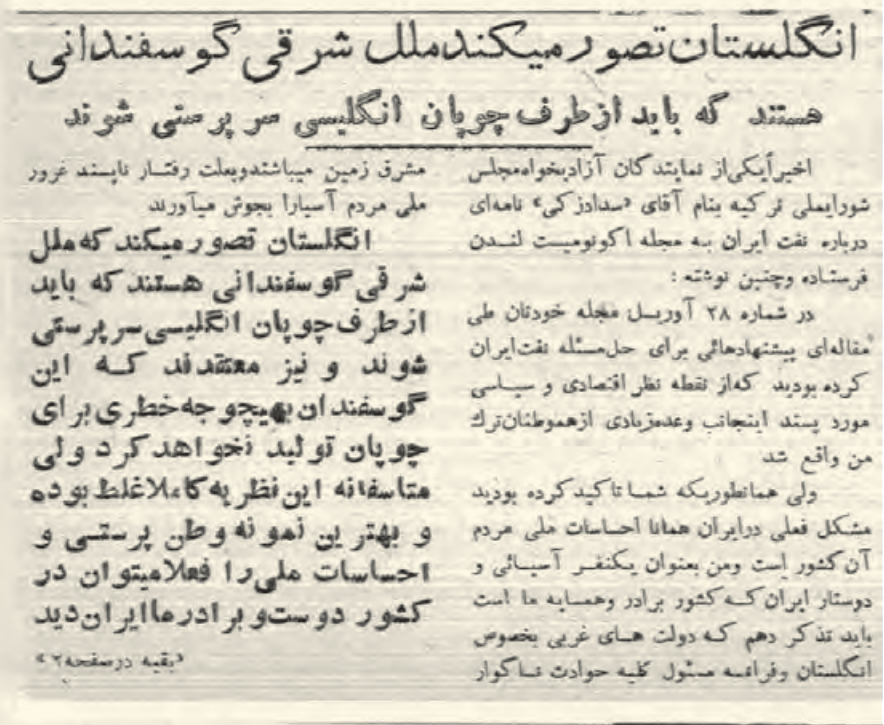 انگلستان تصور میکند ملل شرقی گوسفندانی
هستند که باید از طرف چوپان انگلیسی سرپرستی شوند
اخیرأیکی از نمایندگان آزادیخواه مجلس
شورایملی ترکیه بنام آقای «سدادزکی» نامه‌ای
درباره نفت ایران به مجله اکونومیست لندن
فرستاده وچنین نوشته :
در شماره ۲۸ آوریل مجله خودتان طی
مقاله‌ای پیشنهادهائی برای حل مسئله نفت ایران
کرده بودید که از نقطه نظر اقتصادی و سیاسی
مورد پسند اینجانب وعده زیادی از هموطنان ترك
من واقع شد
ولی همانطوریکه شما تاکید کرده بودید
مشکل فعلی در ایران همانا احساسات ملی مردم
آن کشور است ومن بعنوان یکنفر آسیائی و
دوستار ایران که کشور برادر وهمسایه ما است
باید تذکر دهم که دولت های غربی بخصوص
انگلستان وفرانسه مسئول کلیه حوادث ناگوار
مشرق زمین میباشند وبعلت رفتار ناپسند غرور
ملی مردم آسیا را بجوش میآورند
انگلستان تصور میکند که ملل
شرقی گوسفندانی هستند که باید
از طرف چوپان انگلیسی سرپرستی
شوند و نیز معتقدند که این
گوسفندان بهیچوجه خطری برای
چوپان تولید نخواهد کرد ولی
متاسفانه این نظریه کاملا غلط بوده
و بهترین نمونه وطن پرستی و
احساسات ملی را فعلا میتوان در
کشور دوست و برادر ما ایران دید
«بقیه درصفحه ۲»